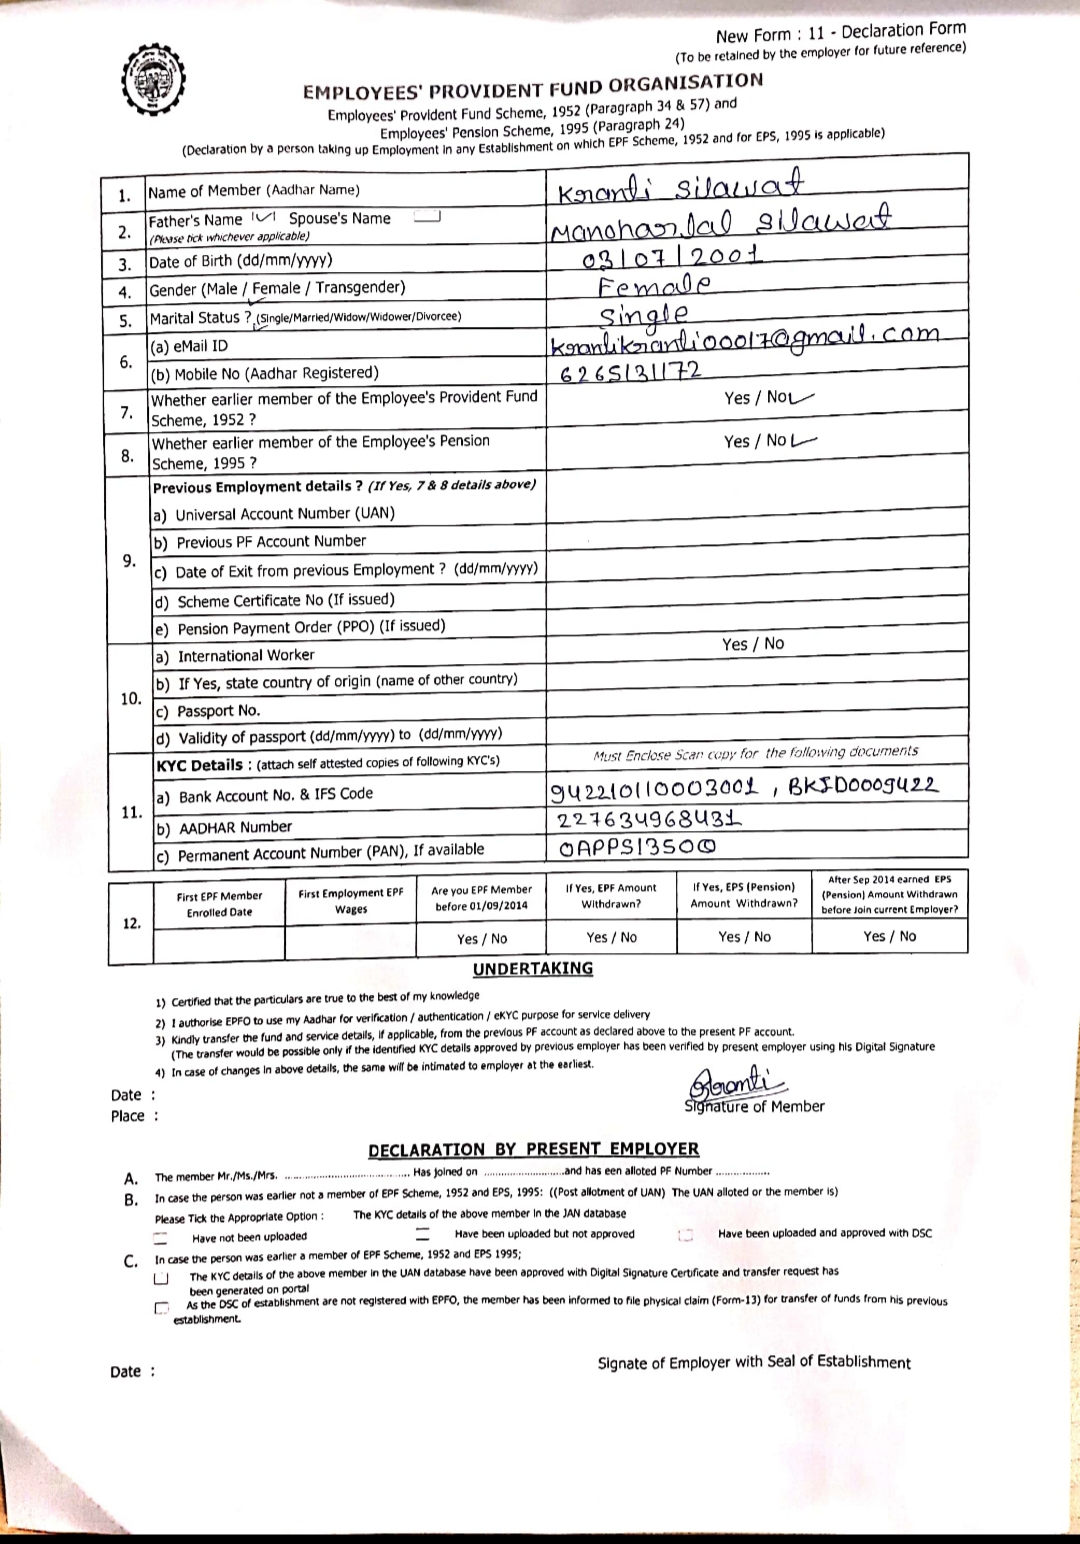 New Form : 11 - Declaration Form
(To be retained by the employer for future reference)
EMPLOYEES' PROVIDENT FUND ORGANISATION
Employees' Provident Fund Scheme, 1952 (Paragraph 34 & 57) and
Employees' Pension Scheme, 1995 (Paragraph 24)
(Declaration by a person taking up Employment in any Establishment on which EPF Scheme, 1952 and for EPS, 1995 is applicable)
1. Name of Member (Aadhar Name) Kranti Silawat
2. Father's Name Spouse's Name
(Please tick whichever applicable) Manoharlal Silawat
3. Date of Birth (dd/mm/yyyy) 03/07/2001
4. Gender (Male / Female / Transgender) Female
5. Marital Status ? (Single/Married/Widow/Widower/Divorcee) Single
6. (a) eMail ID krantikranti00017@gmail.com
(b) Mobile No (Aadhar Registered) 6265131172
7. Whether earlier member of the Employee's Provident Fund Scheme, 1952 ? Yes / No
8. Whether earlier member of the Employee's Pension Scheme, 1995 ? Yes / No
9. Previous Employment details ? (If Yes, 7 & 8 details above)
a) Universal Account Number (UAN)
b) Previous PF Account Number
c) Date of Exit from previous Employment ? (dd/mm/yyyy)
d) Scheme Certificate No (If issued)
e) Pension Payment Order (PPO) (If issued)
10. a) International Worker Yes / No
b) If Yes, state country of origin (name of other country)
c) Passport No.
d) Validity of passport (dd/mm/yyyy) to (dd/mm/yyyy)
11. KYC Details : (attach self attested copies of following KYC's) Must Enclose Scan copy for the following documents
a) Bank Account No. & IFS Code 942210110003001 , BKID0009422
b) AADHAR Number 227634968431
c) Permanent Account Number (PAN), If available
12. First EPF Member Enrolled Date
First Employment EPF Wages
Are you EPF Member before 01/09/2014
If Yes, EPF Amount Withdrawn?
If Yes, EPS (Pension) Amount Withdrawn?
After Sep 2014 earned EPS (Pension) Amount Withdrawn before Join current Employer?
Yes / No Yes / No Yes / No Yes / No
UNDERTAKING
1) Certified that the particulars are true to the best of my knowledge
2) I authorise EPFO to use my Aadhar for verification / authentication / eKYC purpose for service delivery
3) Kindly transfer the fund and service details, if applicable, from the previous PF account as declared above to the present PF account.
(The transfer would be possible only if the identified KYC details approved by previous employer has been verified by present employer using his Digital Signature
4) In case of changes in above details, the same will be intimated to employer at the earliest.
Kranti
Date :
Signature of Member
Place :
DECLARATION BY PRESENT EMPLOYER
A. The member Mr./Ms./Mrs. .................................... Has joined on ..........................and has een alloted PF Number ..................
B. In case the person was earlier not a member of EPF Scheme, 1952 and EPS, 1995: ((Post allotment of UAN) The UAN alloted or the member is)
Please Tick the Appropriate Option : The KYC details of the above member in the JAN database
Have not been uploaded Have been uploaded but not approved Have been uploaded and approved with DSC
C. In case the person was earlier a member of EPF Scheme, 1952 and EPS 1995;
The KYC details of the above member in the UAN database have been approved with Digital Signature Certificate and transfer request has
been generated on portal
As the DSC of establishment are not registered with EPFO, the member has been informed to file physical claim (Form-13) for transfer of funds from his previous
establishment.
Date :
Signate of Employer with Seal of Establishment